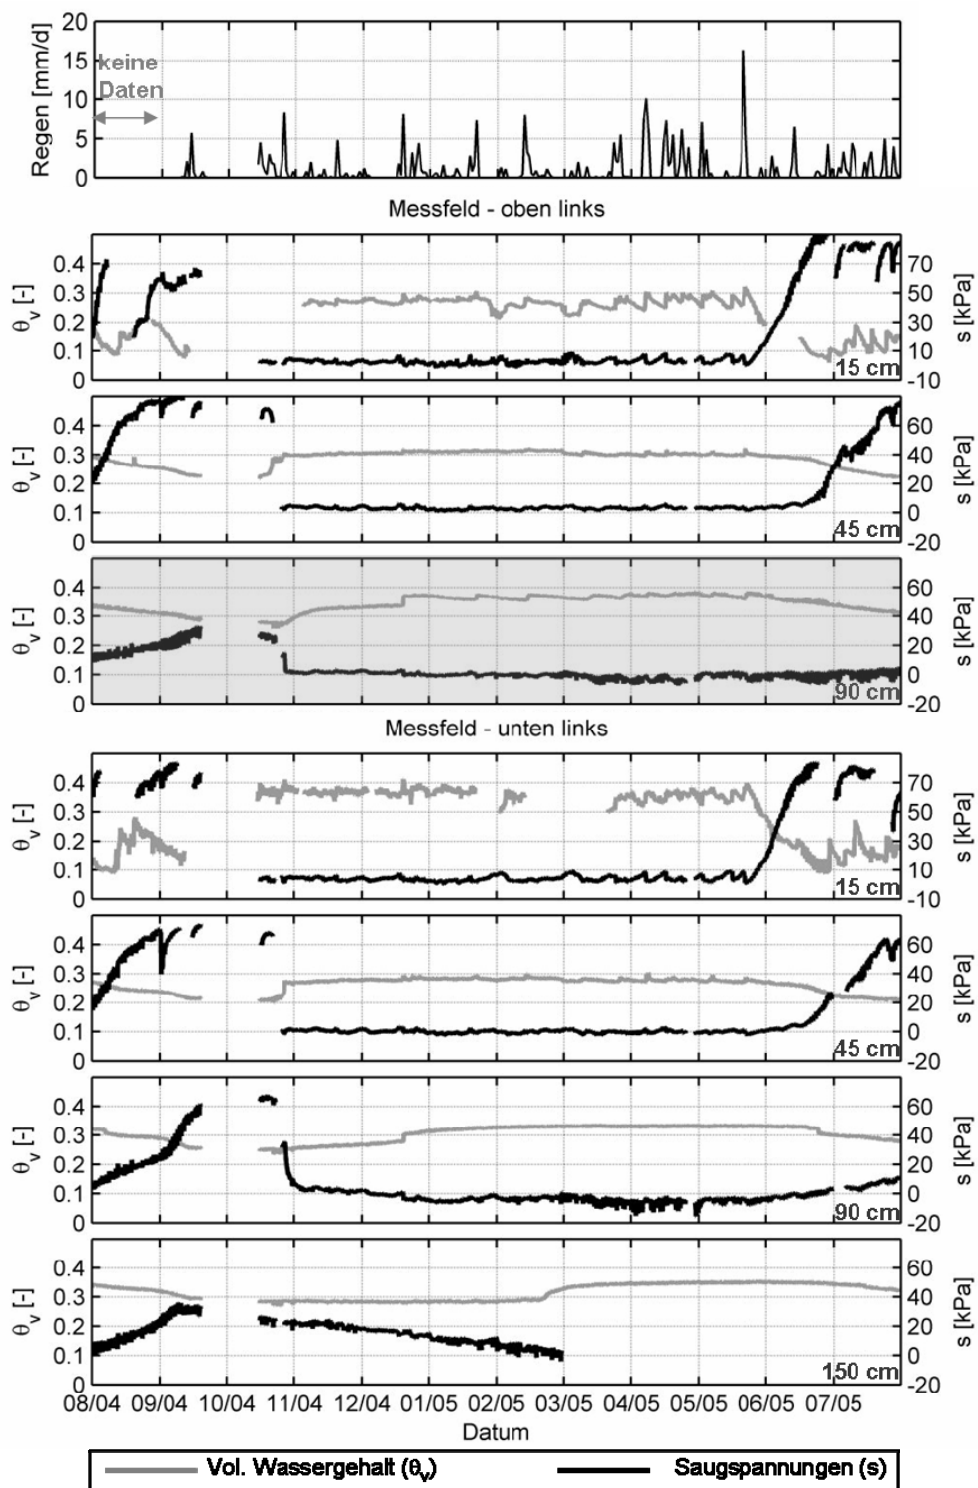 20
15
10
5
0
Regen [mm/d]
keine
Daten
Messfeld - oben links
0.4
0.3
0.2
0.1
0
θv [-]
70
50
30
10
-10
s [kPa]
15 cm
0.4
0.3
0.2
0.1
0
θv [-]
60
40
20
0
-20
s [kPa]
45 cm
0.4
0.3
0.2
0.1
0
θv [-]
60
40
20
0
-20
s [kPa]
90 cm
Messfeld - unten links
0.4
0.3
0.2
0.1
0
θv [-]
70
50
30
10
-10
s [kPa]
15 cm
0.4
0.3
0.2
0.1
0
θv [-]
60
40
20
0
-20
s [kPa]
45 cm
0.4
0.3
0.2
0.1
0
θv [-]
60
40
20
0
-20
s [kPa]
90 cm
0.4
0.3
0.2
0.1
0
θv [-]
60
40
20
0
-20
s [kPa]
150 cm
08/04 09/04 10/04 11/04 12/04 01/05 02/05 03/05 04/05 05/05 06/05 07/05
Datum
Vol. Wassergehalt (θv) Saugspannungen (s)